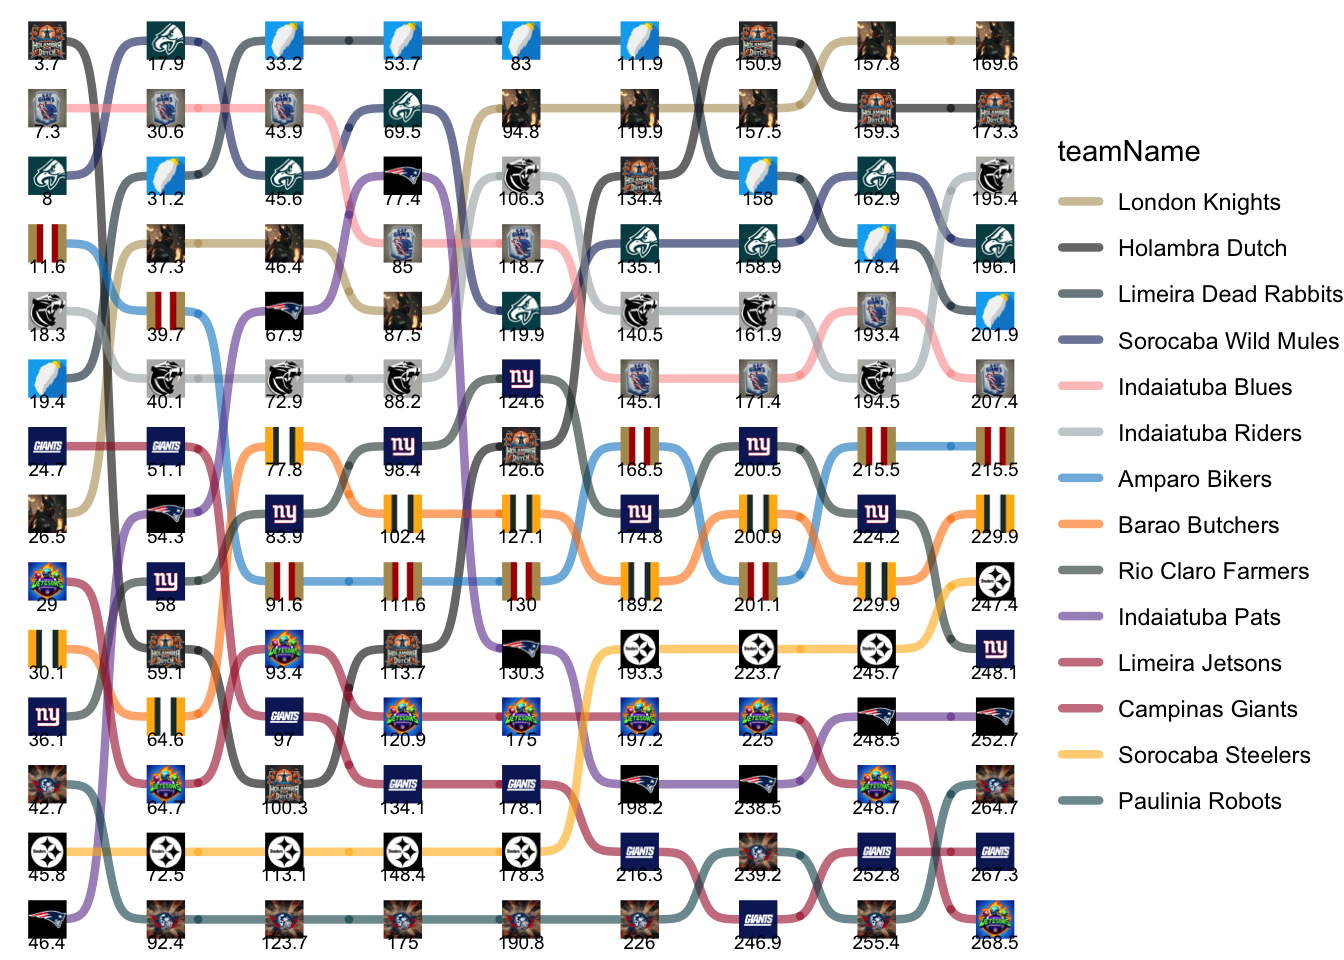 3.7 17.9 33.2 53.7 83 111.9 150.9 157.8 169.6
7.3 30.6 43.9 69.5 94.8 119.9 157.5 159.3 173.3
8 31.2 45.6 77.4 106.3 134.4 158 162.9 195.4
11.6 37.3 46.4 85 118.7 135.1 158.9 178.4 196.1
18.3 39.7 67.9 87.5 119.9 140.5 161.9 193.4 201.9
19.4 40.1 72.9 88.2 124.6 145.1 171.4 194.5 207.4
24.7 51.1 77.8 98.4 126.6 168.5 200.5 215.5 215.5
26.5 54.3 83.9 102.4 127.1 174.8 200.9 224.2 229.9
29 58 91.6 111.6 130 189.2 201.1 229.9 247.4
30.1 59.1 93.4 113.7 130.3 193.3 223.7 245.7 248.1
36.1 64.6 97 120.9 175 197.2 225 248.5 252.7
42.7 64.7 100.3 134.1 178.1 198.2 238.5 248.7 264.7
45.8 72.5 113.1 148.4 178.3 216.3 239.2 252.8 267.3
46.4 92.4 123.7 175 190.8 226 246.9 255.4 268.5
teamName
London Knights
Holambra Dutch
Limeira Dead Rabbits
Sorocaba Wild Mules
Indaiatuba Blues
Indaiatuba Riders
Amparo Bikers
Barao Butchers
Rio Claro Farmers
Indaiatuba Pats
Limeira Jetsons
Campinas Giants
Sorocaba Steelers
Paulinia Robots